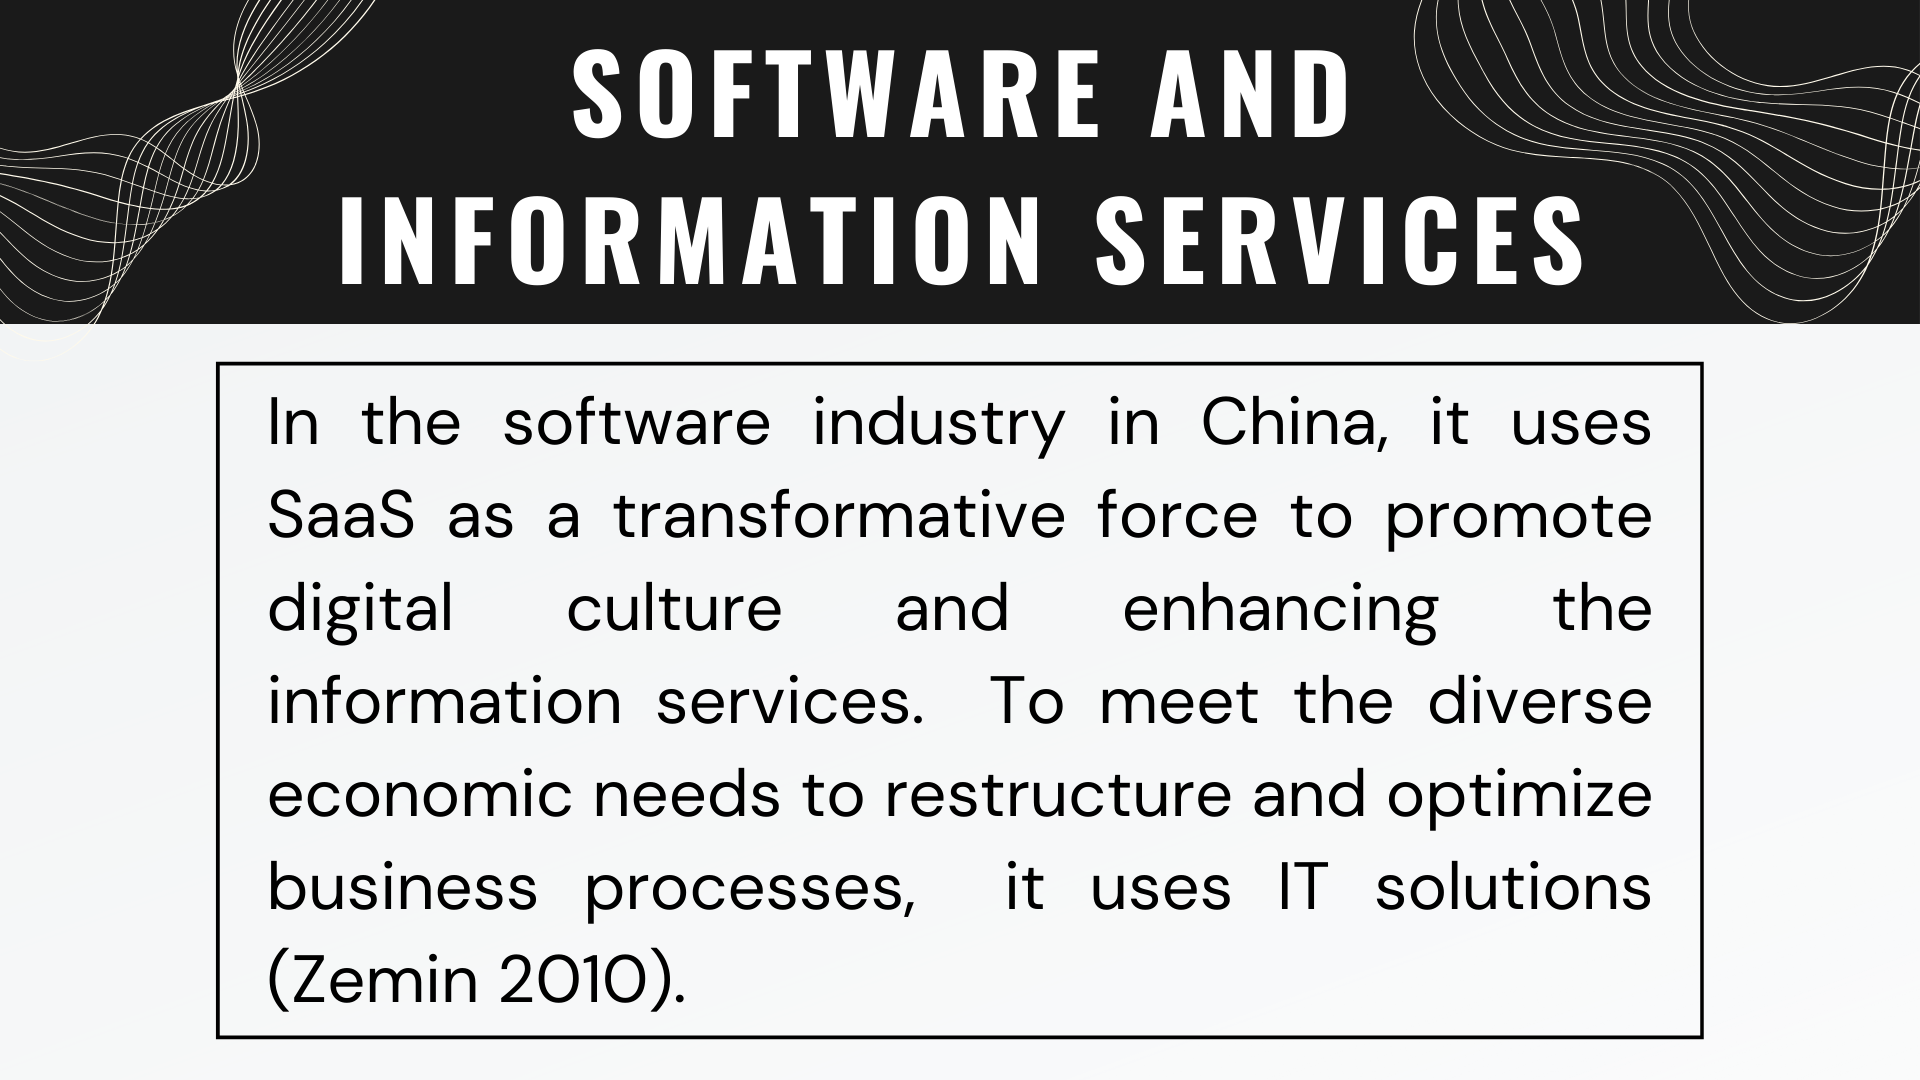 SOFTWARE AND
INFORMATION SERVICES
In the software industry in China, it uses
SaaS as a transformative force to promote
digital culture and enhancing the
information services.  To meet the diverse
economic needs to restructure and optimize
business processes,  it uses IT solutions
(Zemin 2010).